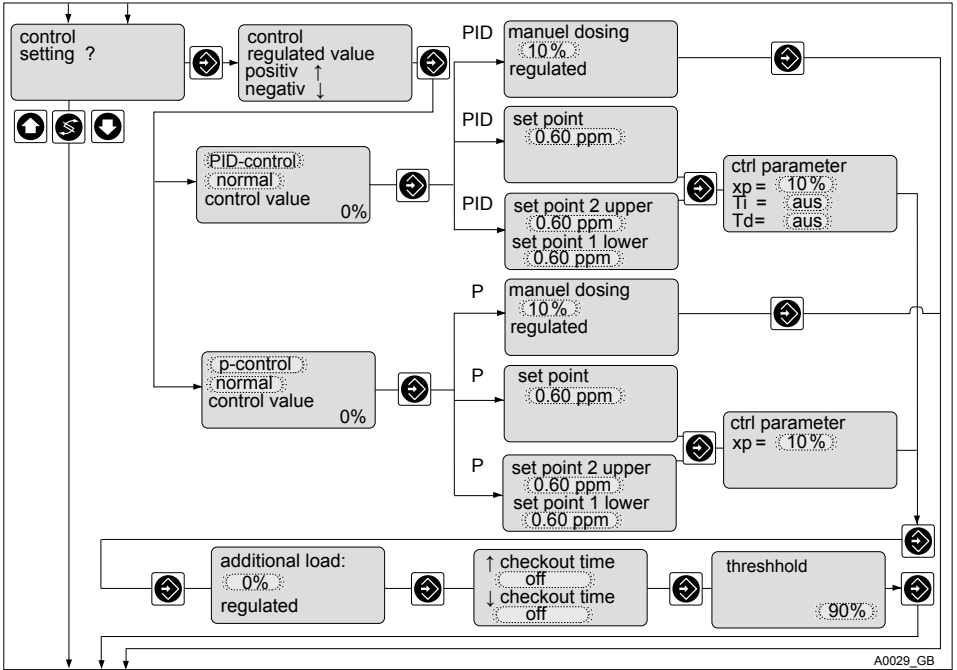 control
setting ?
control
regulated value
positiv ↑
negativ ↓
PID
manuel dosing
10%
regulated
PID
set point
0.60 ppm
PID-control
normal
control value
0%
PID
set point 2 upper
0.60 ppm
set point 1 lower
0.60 ppm
ctrl parameter
xp = 10%
Ti = aus
Td= aus
P
manuel dosing
10%
regulated
p-control
normal
control value
0%
P
set point
0.60 ppm
P
set point 2 upper
0.60 ppm
set point 1 lower
0.60 ppm
ctrl parameter
xp = 10%
additional load:
0%
regulated
↑ checkout time
off
↓ checkout time
off
threshhold
90%
A0029_GB